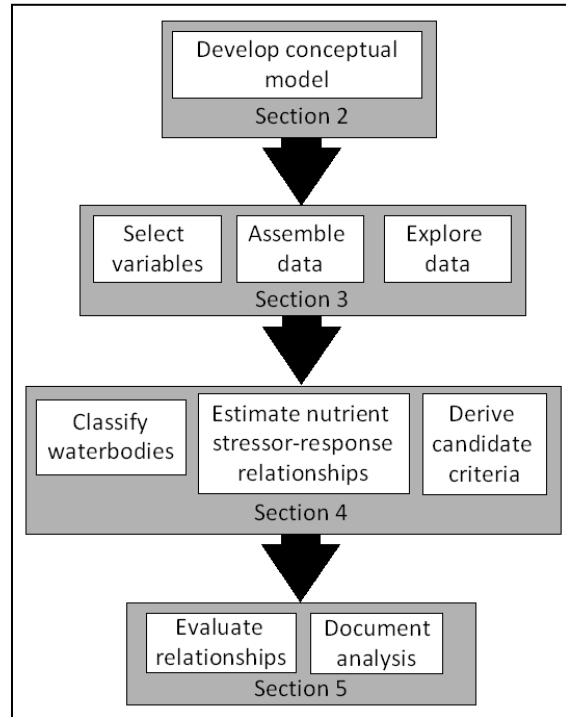 Develop conceptual
model
Section 2
Select
variables
Assemble
data
Explore
data
Section 3
Classify
waterbodies
Estimate nutrient
stressor-response
relationships
Derive
candidate
criteria
Section 4
Evaluate
relationships
Document
analysis
Section 5